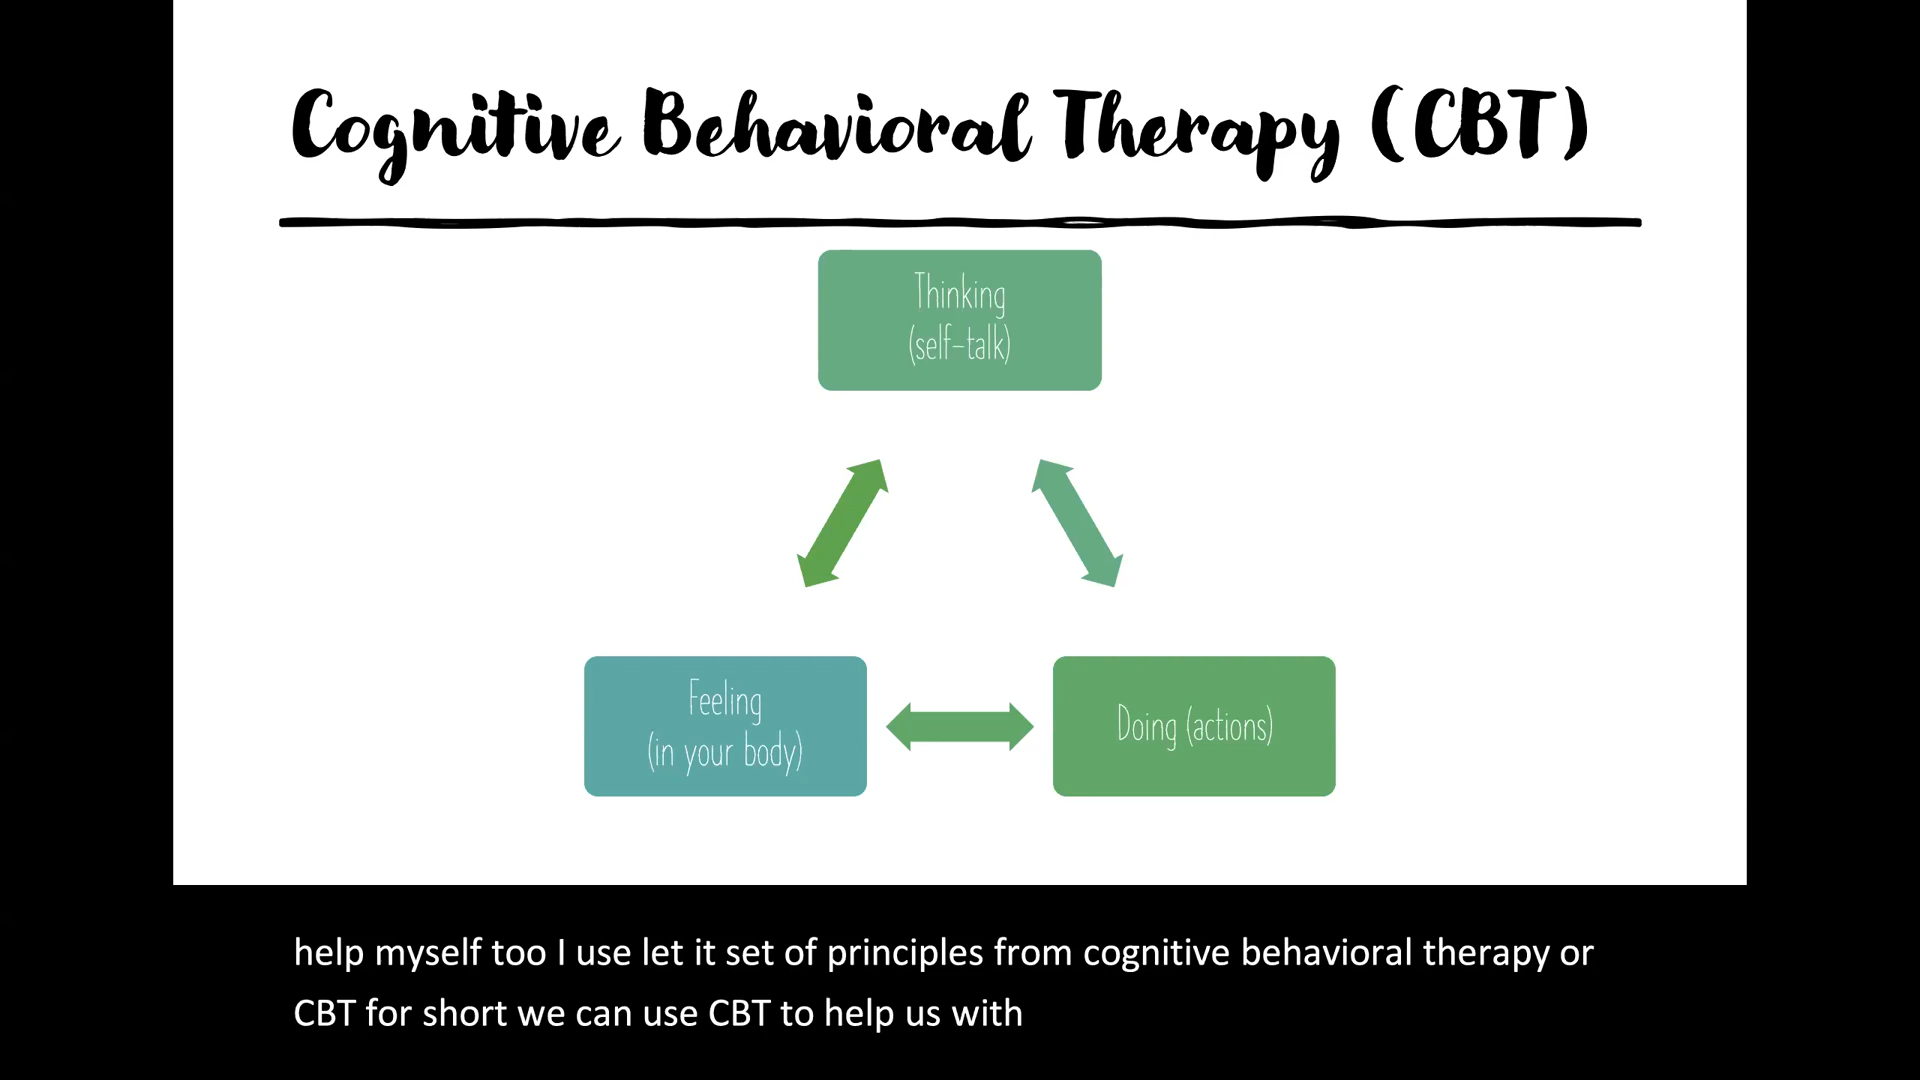 Cognitive Behavioral Therapy (CBT)
Thinking
(self-talk)
Feeling
(in your body)
Doing (actions)
help myself too I use let it set of principles from cognitive behavioral therapy or
CBT for short we can use CBT to help us with